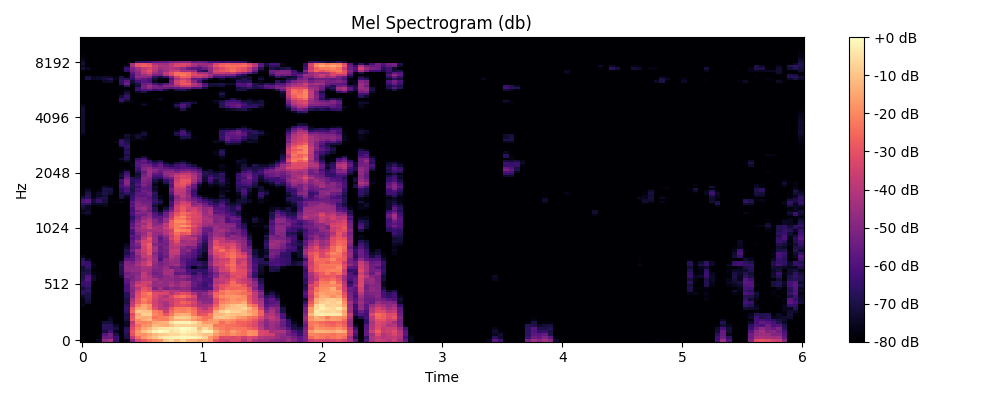 Mel Spectrogram (db)
Hz
8192
4096
2048
1024
512
0
0 1 2 3 4 5 6
Time
+0 dB
-10 dB
-20 dB
-30 dB
-40 dB
-50 dB
-60 dB
-70 dB
-80 dB